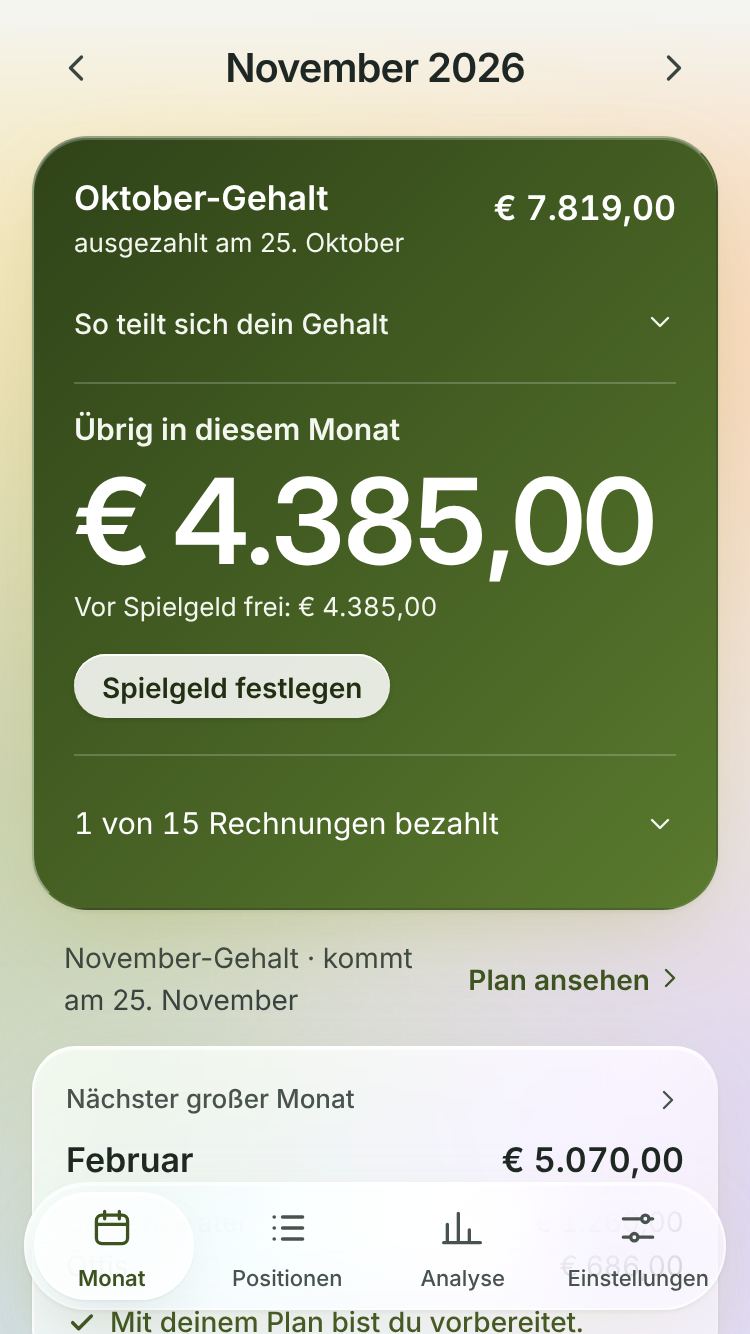 November 2026
Oktober-Gehalt
€ 7.819,00
ausgezahlt am 25. Oktober
So teilt sich dein Gehalt
Übrig in diesem Monat
€ 4.385,00
Vor Spielgeld frei: € 4.385,00
Spielgeld festlegen
1 von 15 Rechnungen bezahlt
November-Gehalt · kommt
am 25. November
Plan ansehen
Nächster großer Monat
Februar
€ 5.070,00
€ 686,00
Monat
Positionen
Analyse
Einstellungen
Mit deinem Plan bist du vorbereitet.